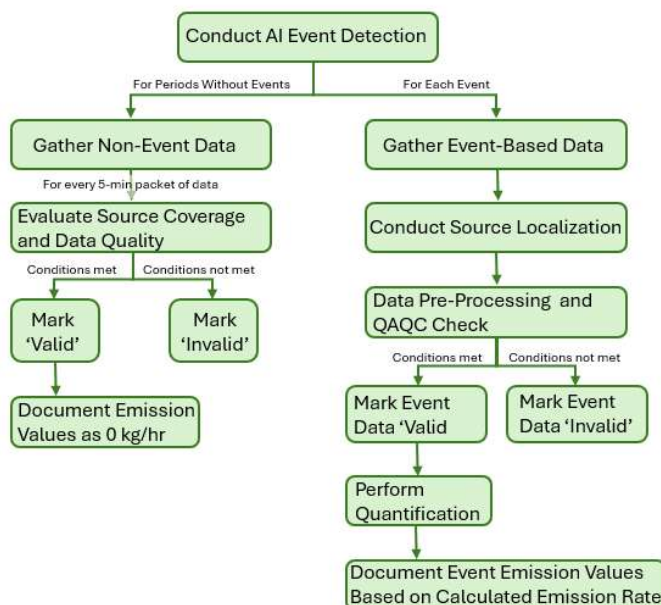 Conduct AI Event Detection
For Periods Without Events
For Each Event
Gather Non-Event Data
Gather Event-Based Data
For every 5-min packet of data
Evaluate Source Coverage
and Data Quality
Conduct Source Localization
Conditions met
Conditions not met
Data Pre-Processing and
QAQC Check
Mark
'Valid'
Mark
'Invalid'
Conditions met
Conditions not met
Document Emission
Values as 0 kg/hr
Mark Event
Data 'Valid
Mark Event
Data 'Invalid'
Perform
Quantification
Document Event Emission Values
Based on Calculated Emission Rate